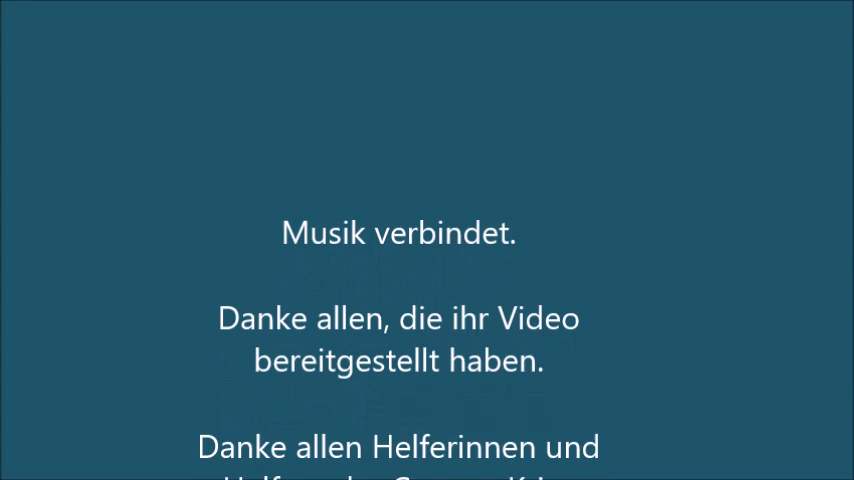 Musik verbindet.
Danke allen, die ihr Video
bereitgestellt haben.
Danke allen Helferinnen und